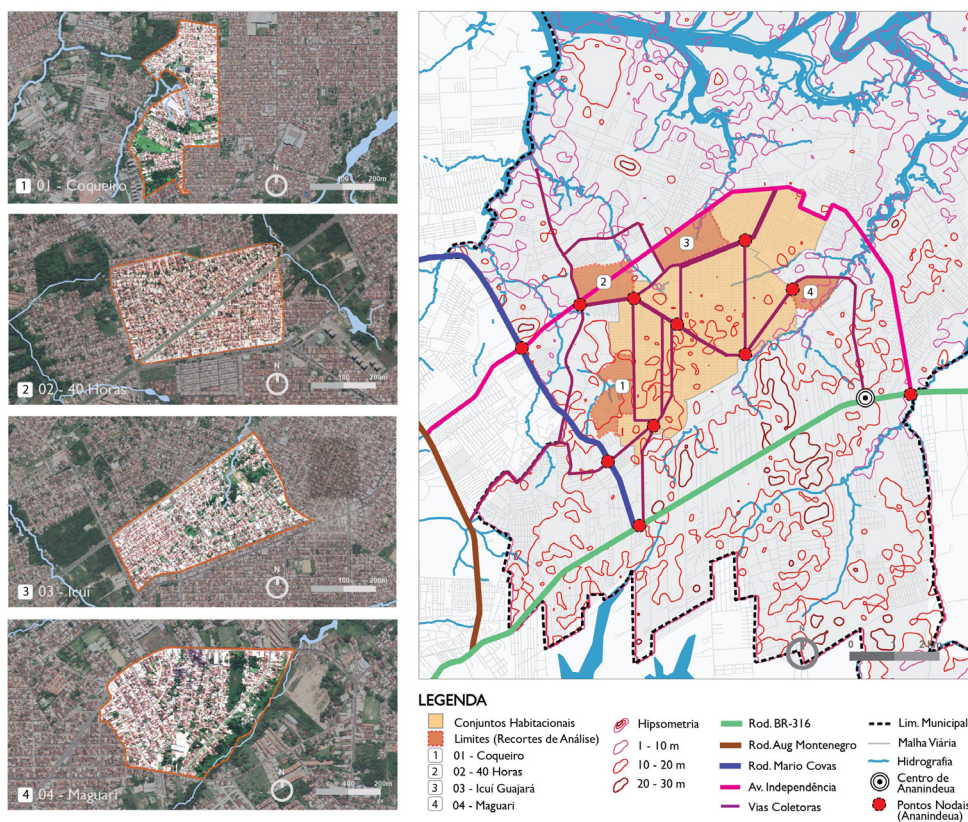 1 01 - Coqueiro
N
100 200m
2 02 - 40 Horas
N
100 200m
3 03 - Icuí
N
100 200m
4 04 - Maguari
N
400 200m
3
2
4
1
N
0
LEGENDA
Conjuntos Habitacionais
Limites (Recortes de Análise)
1 01 - Coqueiro
2 02 - 40 Horas
3 03 - Icuí Guajará
4 04 - Maguari
Hipsometria
1 - 10 m
10 - 20 m
20 - 30 m
Rod. BR-316
Rod. Aug Montenegro
Rod. Mario Covas
Av. Independência
Vias Coletoras
Lim. Municipal
Malha Viária
Hidrografia
Centro de
Ananindeua
Pontos Nodais
(Ananindeua)